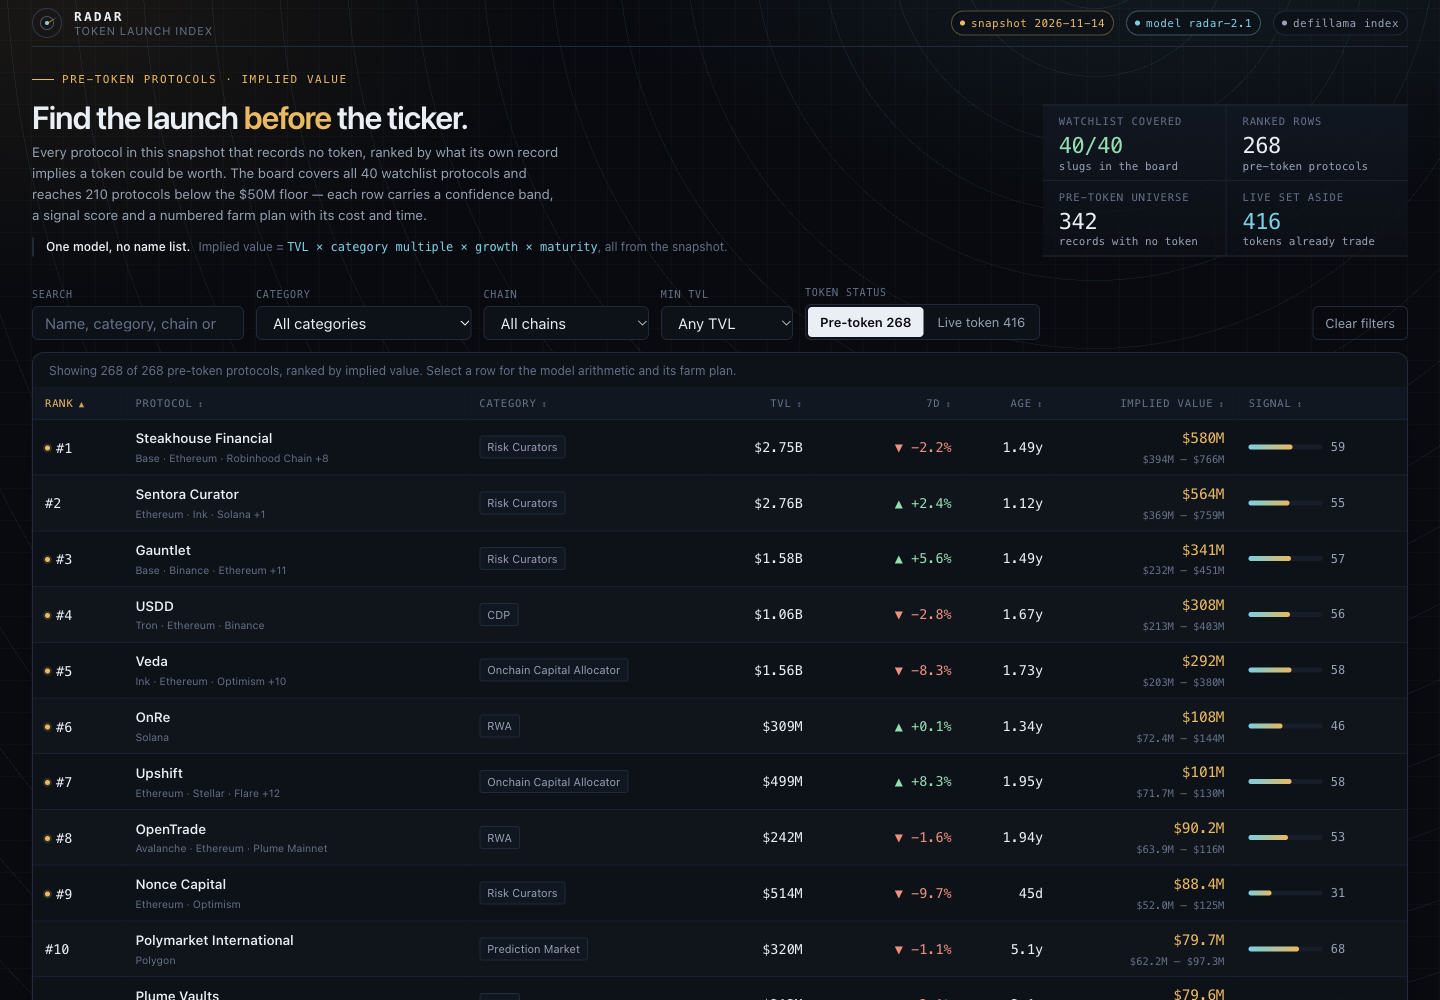 RADAR
TOKEN LAUNCH INDEX
snapshot 2026-11-14
model radar-2.1
defillama index
PRE-TOKEN PROTOCOLS · IMPLIED VALUE
Find the launch before the ticker.
Every protocol in this snapshot that records no token, ranked by what its own record
implies a token could be worth. The board covers all 40 watchlist protocols and
reaches 210 protocols below the $50M floor — each row carries a confidence band,
a signal score and a numbered farm plan with its cost and time.
One model, no name list. Implied value = TVL × category multiple × growth × maturity, all from the snapshot.
WATCHLIST COVERED
40/40
slugs in the board
RANKED ROWS
268
pre-token protocols
PRE-TOKEN UNIVERSE
342
records with no token
LIVE SET ASIDE
416
tokens already trade
SEARCH
Name, category, chain or
CATEGORY
All categories
CHAIN
All chains
MIN TVL
Any TVL
TOKEN STATUS
Pre-token 268
Live token 416
Clear filters
Showing 268 of 268 pre-token protocols, ranked by implied value. Select a row for the model arithmetic and its farm plan.
RANK ▲ PROTOCOL ↕ CATEGORY ↕ TVL ↕ 7D ↕ AGE ↕ IMPLIED VALUE ↕ SIGNAL ↕
#1 Steakhouse Financial Risk Curators $2.75B ▼ −2.2% 1.49y $580M 59
Base · Ethereum · Robinhood Chain +8 $394M — $766M
#2 Sentora Curator Risk Curators $2.76B ▲ +2.4% 1.12y $564M 55
Ethereum · Ink · Solana +1 $369M — $759M
#3 Gauntlet Risk Curators $1.58B ▲ +5.6% 1.49y $341M 57
Base · Binance · Ethereum +11 $232M — $451M
#4 USDD CDP $1.06B ▼ −2.8% 1.67y $308M 56
Tron · Ethereum · Binance $213M — $403M
#5 Veda Onchain Capital Allocator $1.56B ▼ −8.3% 1.73y $292M 58
Ink · Ethereum · Optimism +10 $203M — $380M
#6 OnRe RWA $309M ▲ +0.1% 1.34y $108M 46
Solana $72.4M — $144M
#7 Upshift Onchain Capital Allocator $499M ▲ +8.3% 1.95y $101M 58
Ethereum · Stellar · Flare +12 $71.7M — $130M
#8 OpenTrade RWA $242M ▼ −1.6% 1.94y $90.2M 53
Avalanche · Ethereum · Plume Mainnet $63.9M — $116M
#9 Nonce Capital Risk Curators $514M ▼ −9.7% 45d $88.4M 31
Ethereum · Optimism $52.0M — $125M
#10 Polymarket International Prediction Market $320M ▼ −1.1% 5.1y $79.7M 68
Polygon $62.2M — $97.3M
Plume Vaults $79.6M